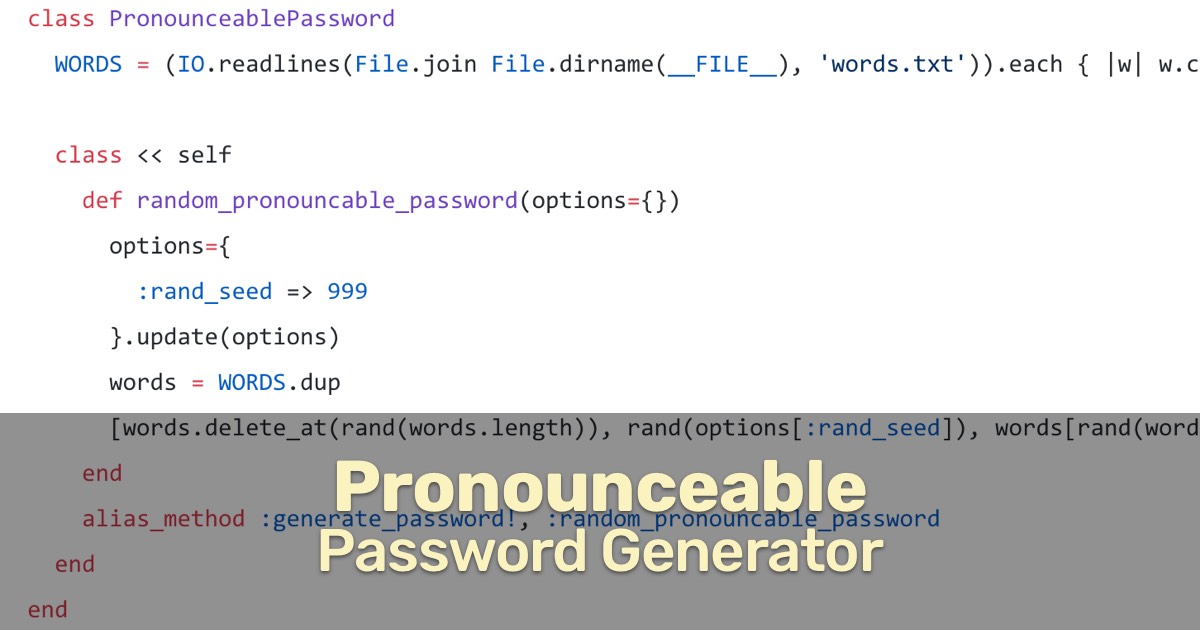 class PronounceablePassword
WORDS = (IO.readlines(File.join File.dirname(__FILE__), 'words.txt')).each { |w| w.c
class << self
def random_pronouncable_password(options={})
options={
:rand_seed => 999
}.update(options)
words = WORDS.dup
[words.delete_at(rand(words.length)), rand(options[:rand_seed]), words[rand(word
end
Pronounceable
alias_method :generate_password!, :random_pronouncable_password
Password Generator
end
end